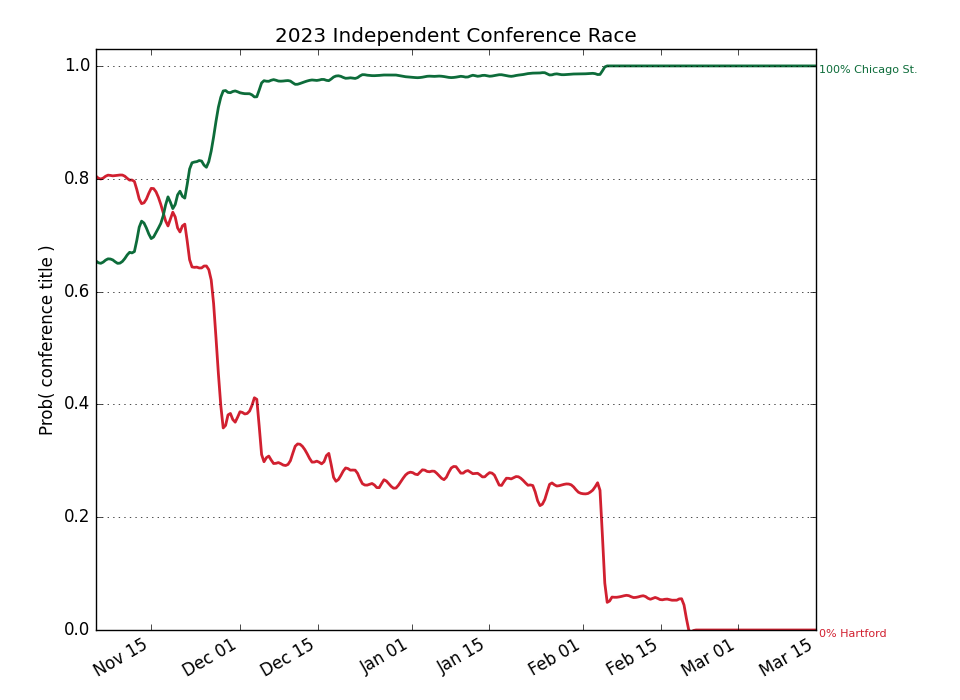 2023 Independent Conference Race
Prob( conference title )
1.0
0.8
0.6
0.4
0.2
0.0
100% Chicago St.
0% Hartford
Nov 15
Dec 01
Dec 15
Jan 01
Jan 15
Feb 01
Feb 15
Mar 01
Mar 15